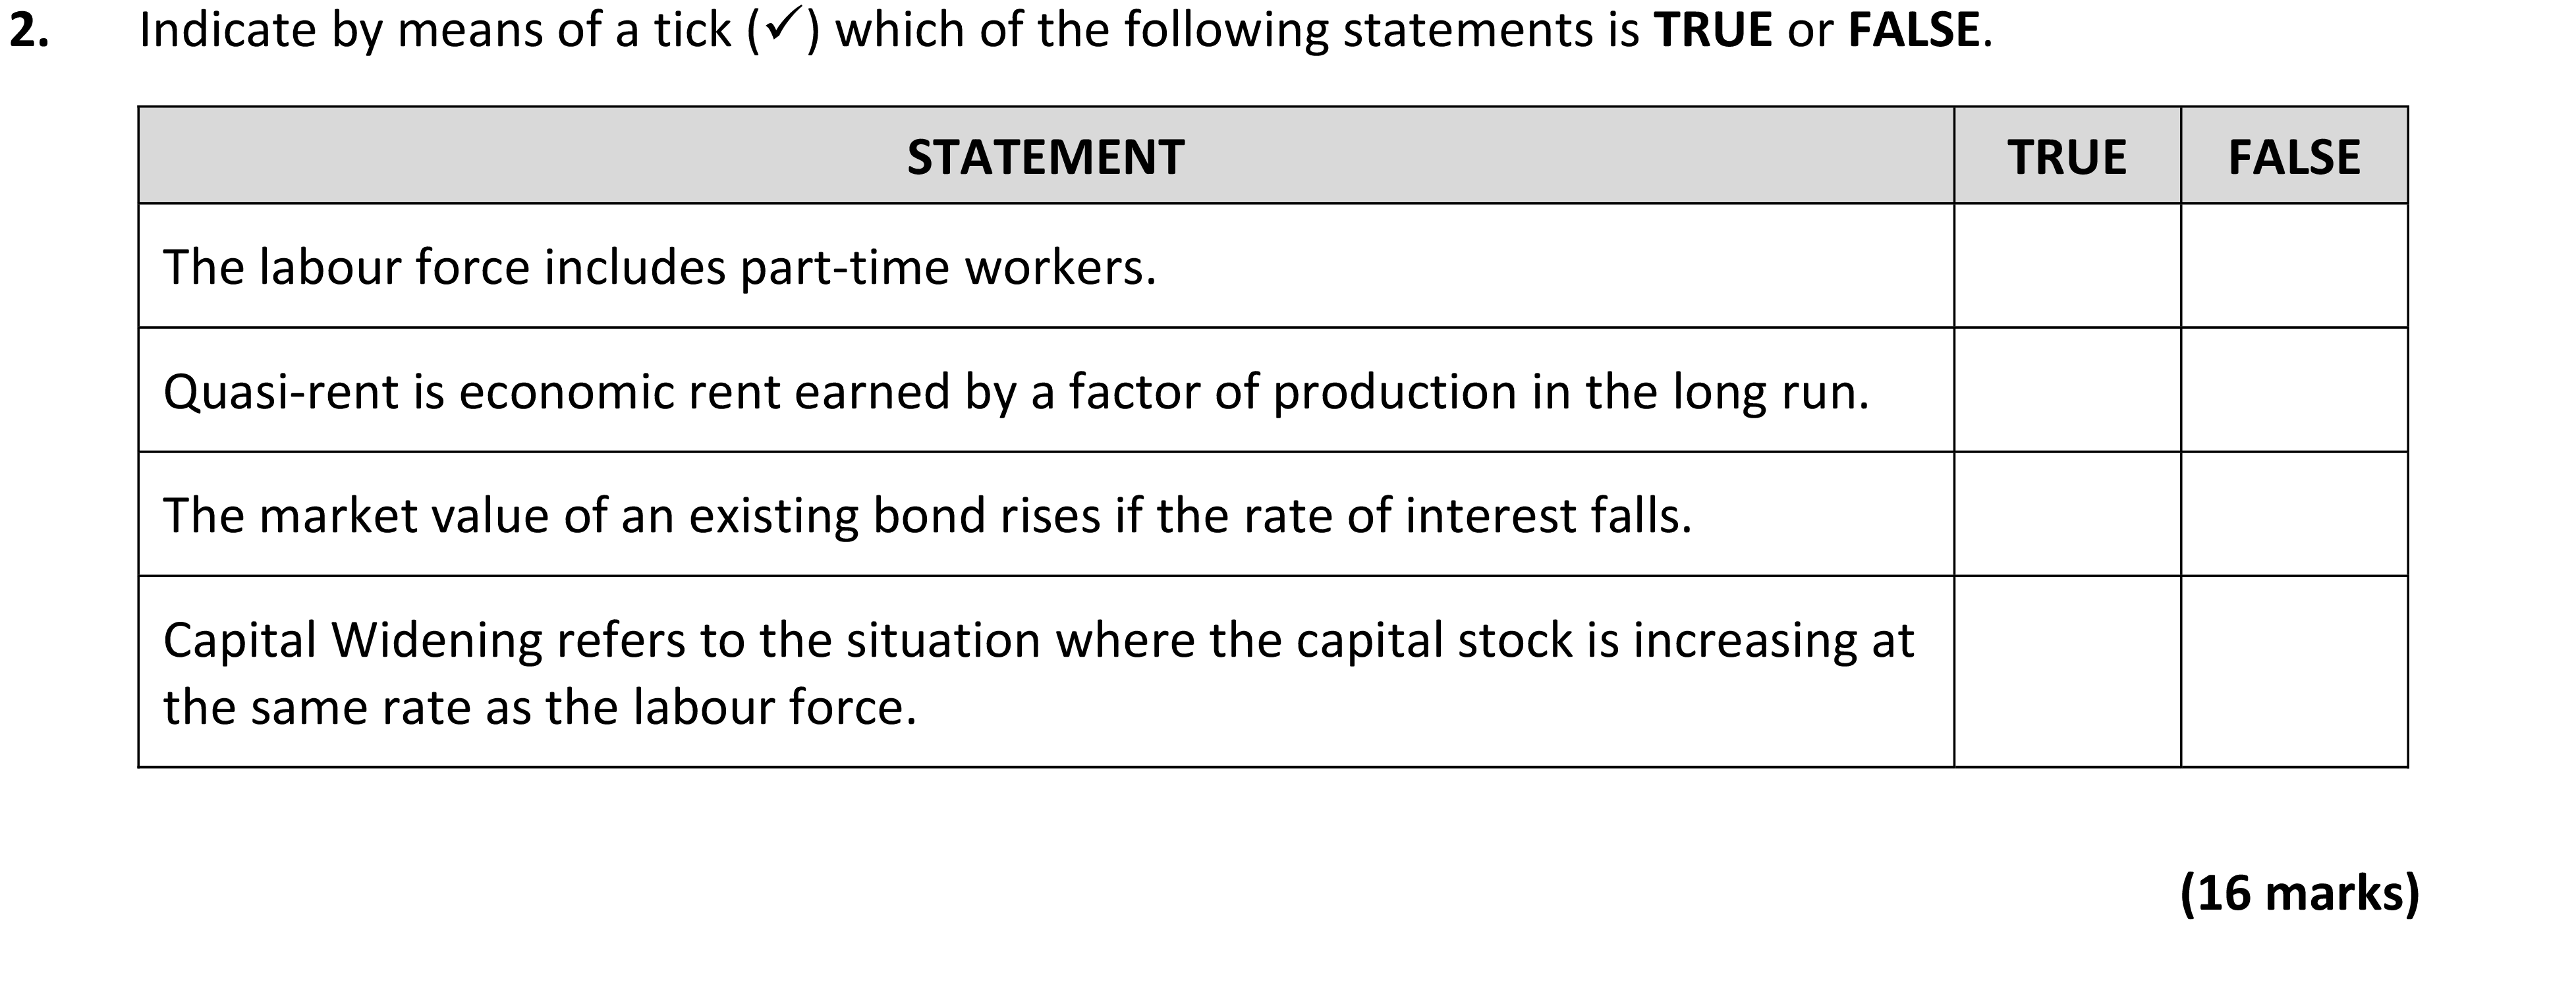 2. Indicate by means of a tick (✓) which of the following statements is TRUE or FALSE.
STATEMENT TRUE FALSE
The labour force includes part-time workers.
Quasi-rent is economic rent earned by a factor of production in the long run.
The market value of an existing bond rises if the rate of interest falls.
Capital Widening refers to the situation where the capital stock is increasing at
the same rate as the labour force.
(16 marks)